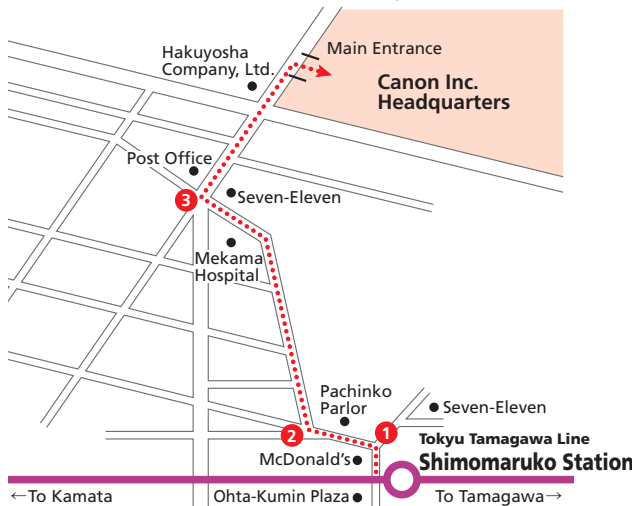 Hakuyosha
Company, Ltd.
Main Entrance
Canon Inc.
Headquarters
Post Office
3
Seven-Eleven
Mekama
Hospital
Pachinko
Parlor
Seven-Eleven
1
2
Tokyu Tamagawa Line
McDonald's
Shimomaruko Station
←To Kamata
Ohta-Kumin Plaza
To Tamagawa→